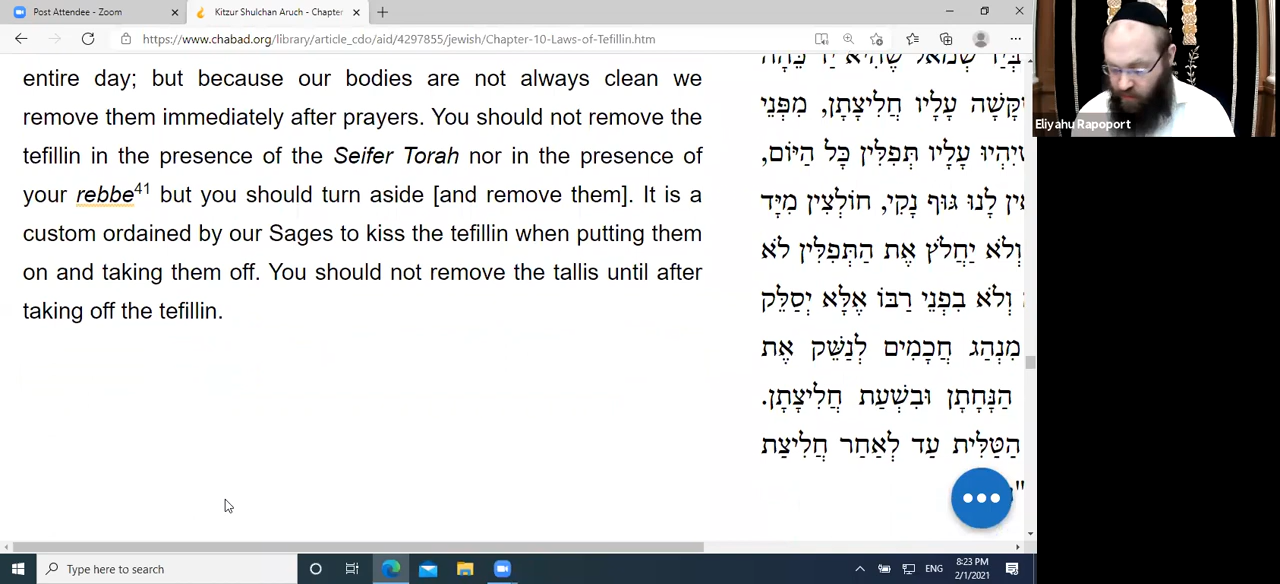 Post Attendee - Zoom
Kitzur Shulchan Aruch - Chapter
https://www.chabad.org/library/article_cdo/aid/4297855/jewish/Chapter-10-Laws-of-Tefillin.htm
entire day; but because our bodies are not always clean we
remove them immediately after prayers. You should not remove the
tefillin in the presence of the Seifer Torah nor in the presence of
your rebbe41 but you should turn aside [and remove them]. It is a
custom ordained by our Sages to kiss the tefillin when putting them
on and taking them off. You should not remove the tallis until after
taking off the tefillin.
בְּיַד שְׂמֹאל שֶׁהִיא יַד כֵּהָה
שֶׁקָּשָׁה עָלָיו חֲלִיצָתָן, מִפְּנֵי
שֶׁיִּהְיוּ עָלָיו תְּפִלִּין כָּל הַיּוֹם,
אֵין לָנוּ גּוּף נָקִי, חוֹלְצִין מִיָּד
וְלֹא יַחֲלֹץ אֶת הַתְּפִלִּין לֹא
וְלֹא בִּפְנֵי רַבּוֹ אֶלָּא יְסַלֵּק
מִנְהַג חֲכָמִים לְנַשֵּׁק אֶת
הַנָּחָתָן וּבִשְׁעַת חֲלִיצָתָן.
הַטַּלִּית עַד לְאַחַר חֲלִיצַת
Eliyahu Rapoport
Type here to search
ENG
8:23 PM
2/1/2021